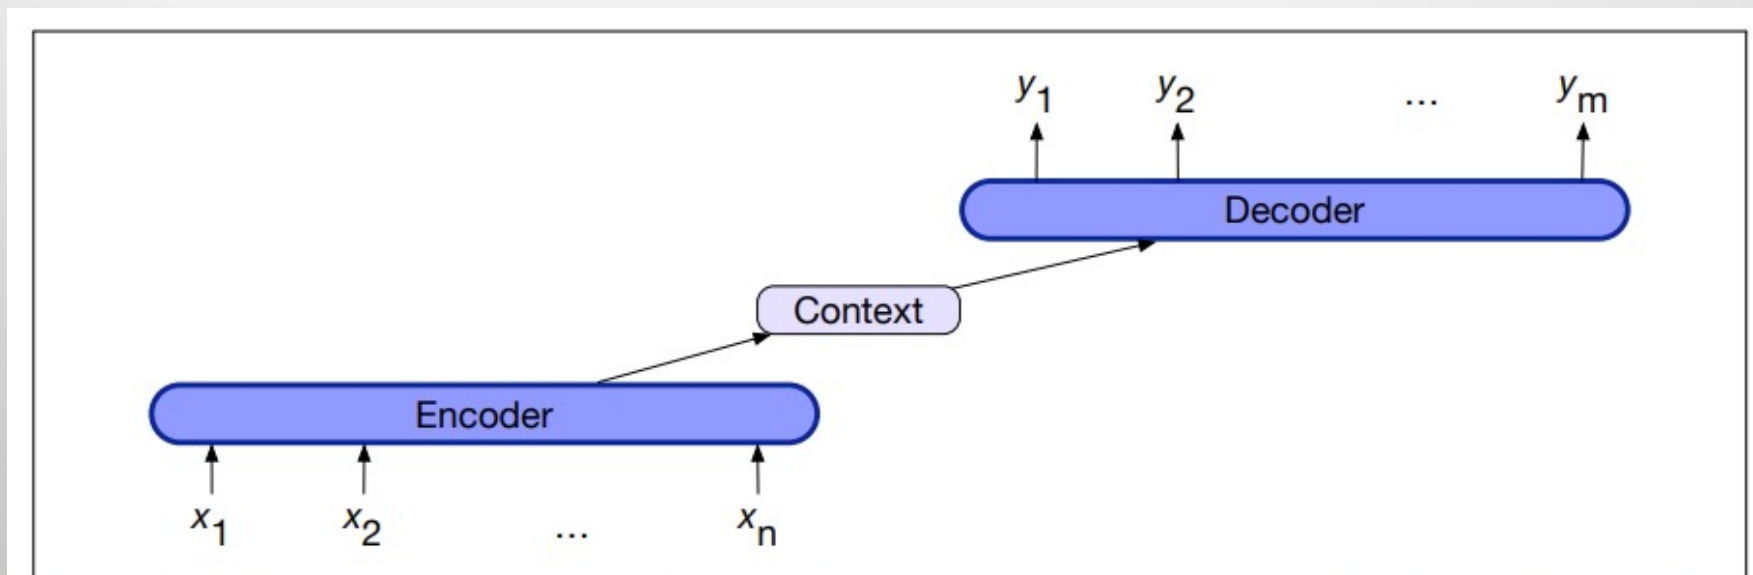 y1 y2 ... ym
Decoder
Context
Encoder
x1 x2 ... xn